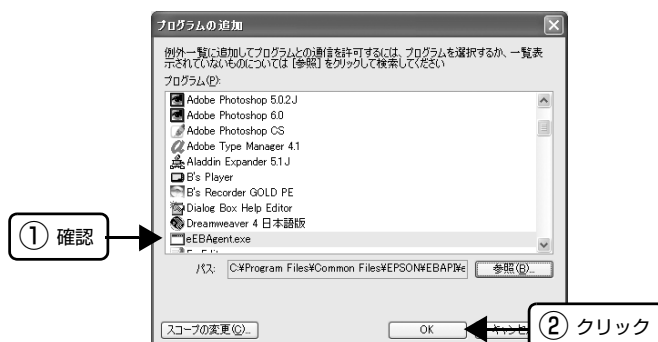 プログラムの追加
例外一覧に追加してプログラムとの通信を許可するには、プログラムを選択するか、一覧表
示されていないものについては [参照] をクリックして検索してください
プログラム(P):
Adobe Photoshop 5.0.2J
Adobe Photoshop 6.0
Adobe Photoshop CS
Adobe Type Manager 4.1
Aladdin Expander 5.1J
B's Player
B's Recorder GOLD PE
Dialog Box Help Editor
Dreamweaver 4 日本語版
eEBAgent.exe
① 確認
パス: C:¥Program Files¥Common Files¥EPSON¥EBAPI¥e
参照(B)...
スコープの変更(C)...
OK
② クリック